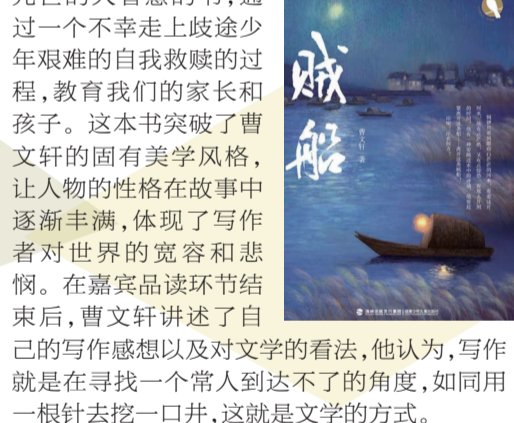 智慧的书,通
过一个不幸走上歧途少
年艰难的自我救赎的过
程,教育我们的家长和
孩子。这本书突破了曹
文轩的固有美学风格,
让人物的性格在故事中
逐渐丰满,体现了写作
者对世界的宽容和悲
悯。在嘉宾品读环节结
束后,曹文轩讲述了自
己的写作感想以及对文学的看法,他认为,写作
就是在寻找一个常人到达不了的角度,如同用
一根针去挖一口井,这就是文学的方式。
贼船
曹文轩 著